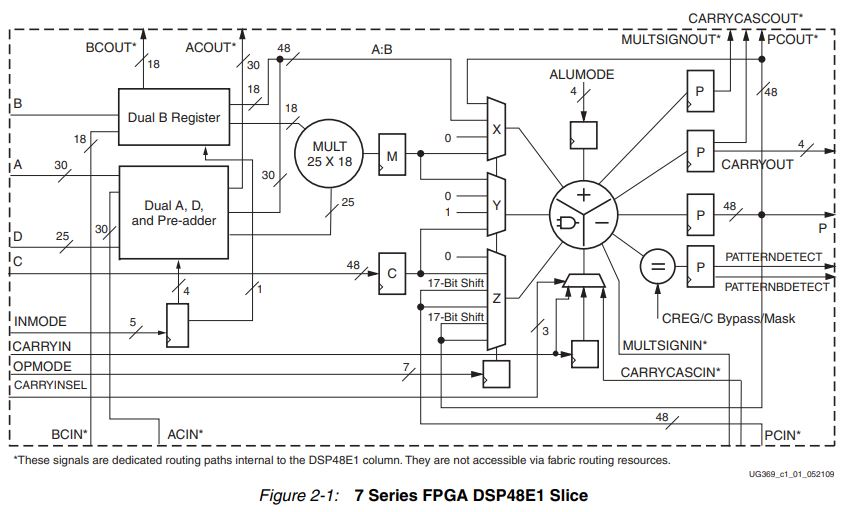 CARRYCASCOUT*
BCOUT* ACOUT* MULTSIGNOUT* PCOUT*
48 A:B
18 30 ALUMODE
18 4 48
B 18
Dual B Register X
18 MULT 0 P
25 X 18 M 1
A 30 P 4
CARRYOUT
Dual A, D, and Pre-adder
30 0 Y
25 1 48 P
D 25 30 P
C 48 C 0 = P PATTERNDETECT
17-Bit Shift PATTERNBDETECT
4 1 Z
17-Bit Shift CREG/C Bypass/Mask
INMODE 5 3
CARRYIN MULTSIGNIN*
OPMODE 7
CARRYINSEL CARRYCASCIN*
48
BCIN* ACIN* PCIN*
*These signals are dedicated routing paths internal to the DSP48E1 column. They are not accessible via fabric routing resources.
UG369_c1_01_052109
Figure 2-1: 7 Series FPGA DSP48E1 Slice